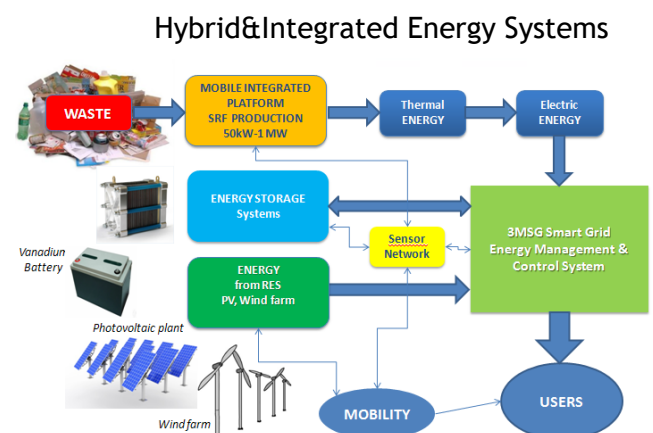 Hybrid&Integrated Energy Systems
WASTE
MOBILE INTEGRATED
PLATFORM
SRF PRODUCTION
50kW-1 MW
Thermal
ENERGY
Electric
ENERGY
ENERGY STORAGE
Systems
Sensor
Network
3MSG Smart Grid
Energy Management &
Control System
Vanadiun
Battery
ENERGY
from RES
PV, Wind farm
Photovoltaic plant
Wind farm
MOBILITY
USERS